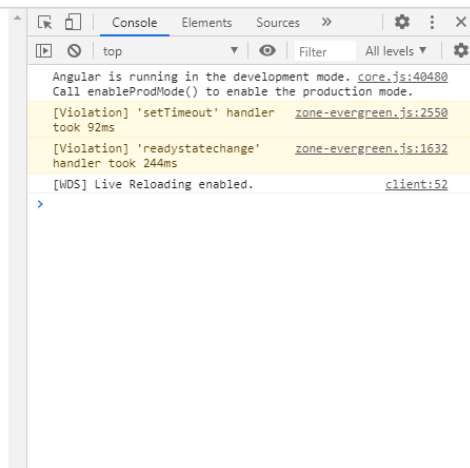 Console Elements Sources »
top Filter All levels
Angular is running in the development mode. core.js:40480
Call enableProdMode() to enable the production mode.
[Violation] 'setTimeout' handler zone-evergreen.js:2550
took 92ms
[Violation] 'readystatechange' zone-evergreen.js:1632
handler took 244ms
[WDS] Live Reloading enabled. client:52